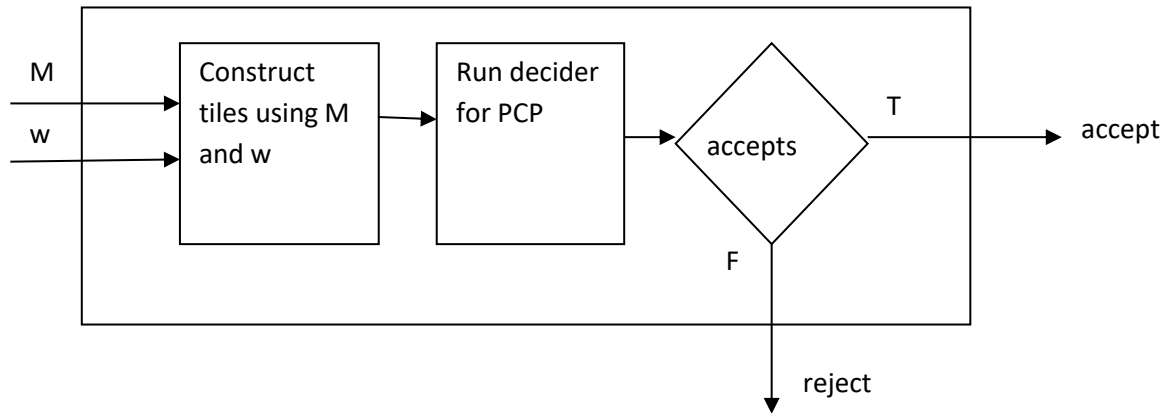 M
w
Construct
tiles using M
and w
Run decider
for PCP
accepts
T
accept
F
reject